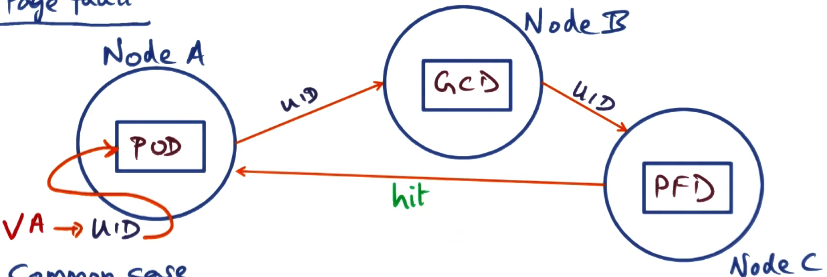 Page fault
Node A
Node B
UID
GCD
UID
POD
hit
PFD
VA → UID
Node C
Common case